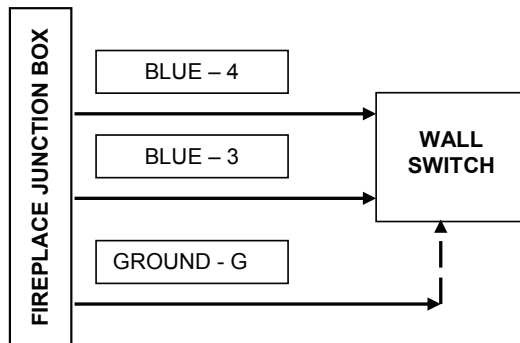 FIREPLACE JUNCTION BOX
BLUE – 4
BLUE – 3
GROUND - G
WALL
SWITCH